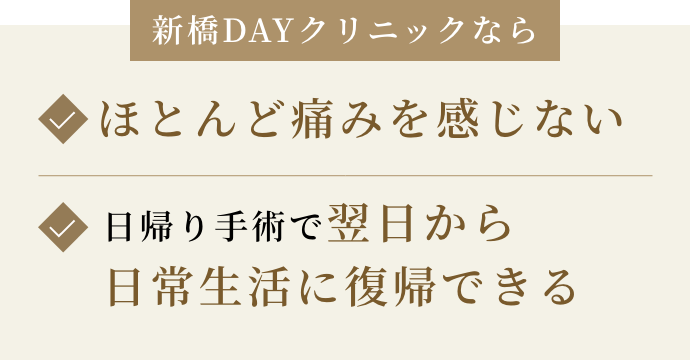 新橋DAYクリニックなら
ほとんど痛みを感じない
日帰り手術で翌日から
日常生活に復帰できる